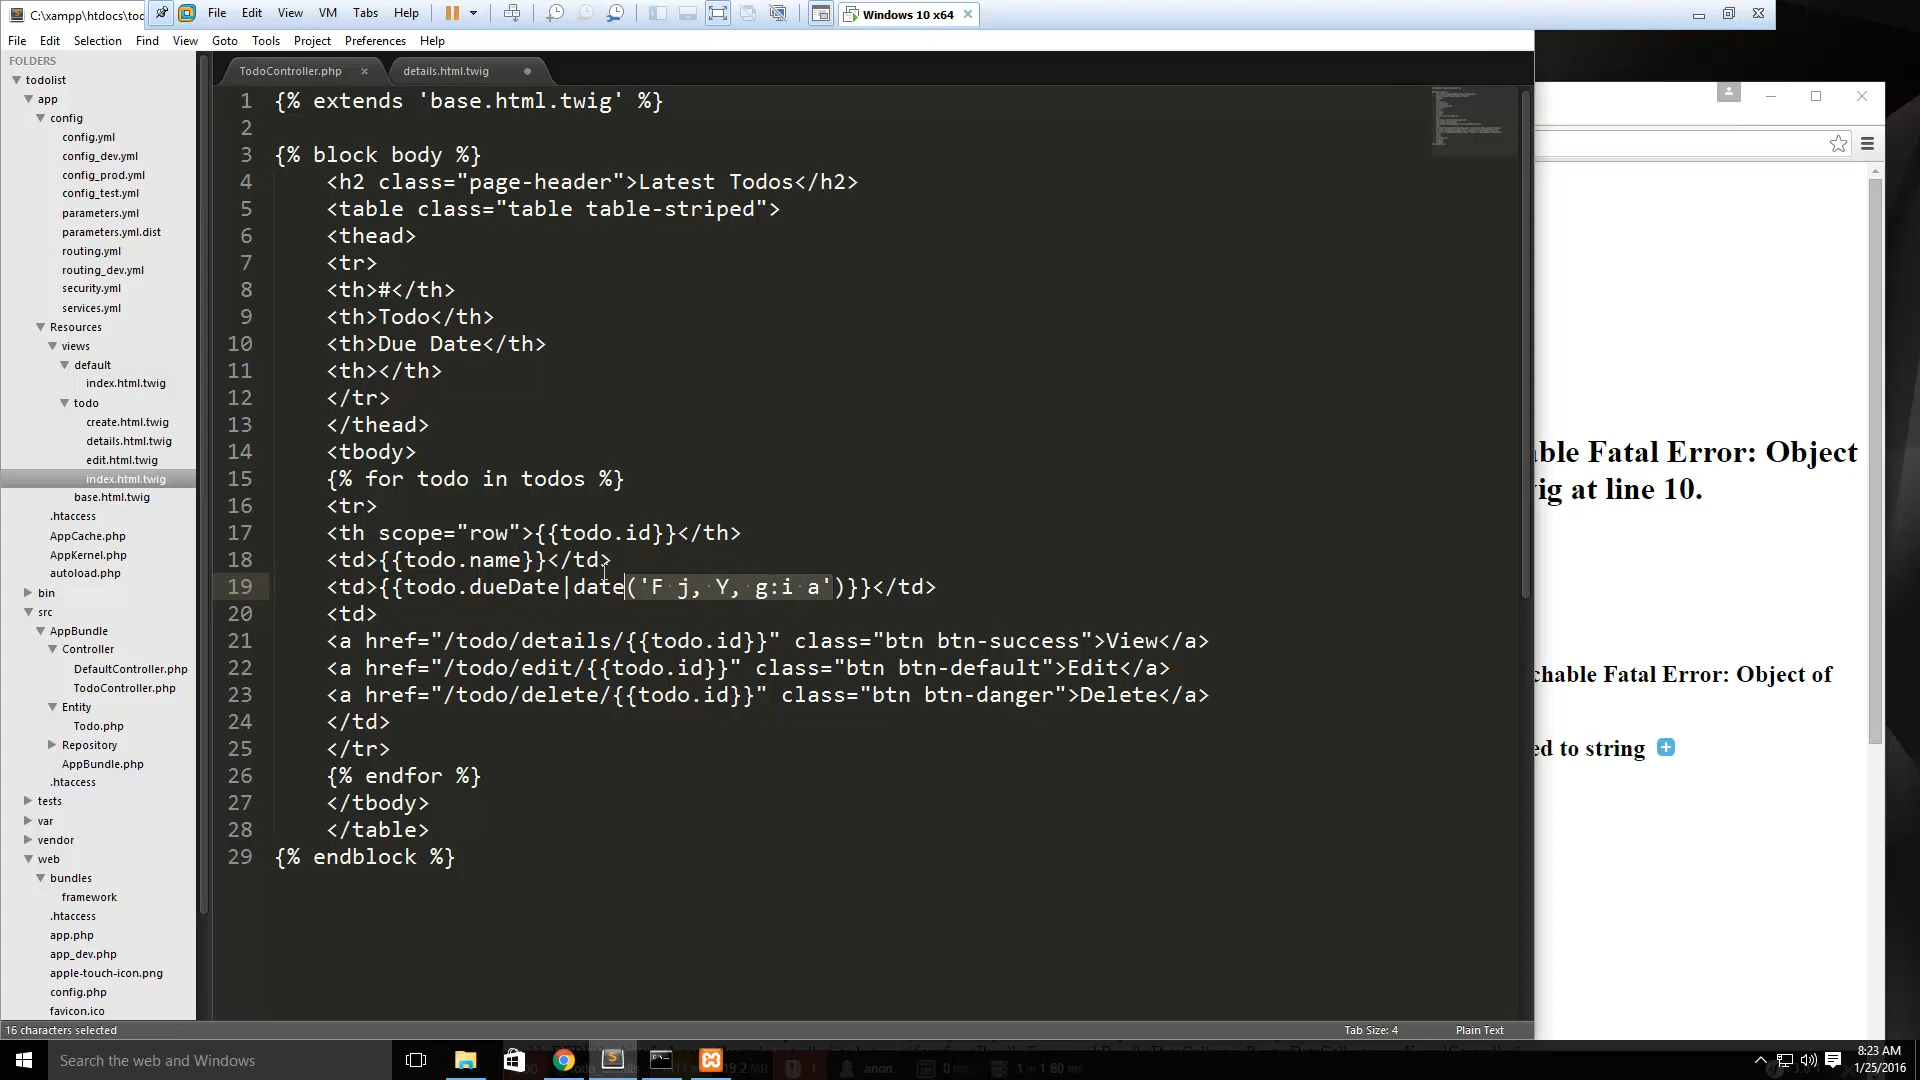 C:\xampp\htdocs\todo
File Edit View VM Tabs Help
Windows 10 x64
File Edit Selection Find View Goto Tools Project Preferences Help
FOLDERS
todolist
app
config
config.yml
config_dev.yml
config_prod.yml
config_test.yml
parameters.yml
parameters.yml.dist
routing.yml
routing_dev.yml
security.yml
services.yml
Resources
views
default
index.html.twig
todo
create.html.twig
details.html.twig
edit.html.twig
index.html.twig
base.html.twig
.htaccess
AppCache.php
AppKernel.php
autoload.php
bin
src
AppBundle
Controller
DefaultController.php
TodoController.php
Entity
Todo.php
Repository
AppBundle.php
.htaccess
tests
var
vendor
web
bundles
framework
.htaccess
app.php
app_dev.php
apple-touch-icon.png
config.php
favicon.ico
TodoController.php × details.html.twig
1 {% extends 'base.html.twig' %}
2
3 {% block body %}
4 <h2 class="page-header">Latest Todos</h2>
5 <table class="table table-striped">
6 <thead>
7 <tr>
8 <th>#</th>
9 <th>Todo</th>
10 <th>Due Date</th>
11 <th></th>
12 </tr>
13 </thead>
14 <tbody>
15 {% for todo in todos %}
16 <tr>
17 <th scope="row">{{todo.id}}</th>
18 <td>{{todo.name}}</td>
19 <td>{{todo.dueDate|date('F j, Y, g:i a')}}</td>
20 <td>
21 <a href="/todo/details/{{todo.id}}" class="btn btn-success">View</a>
22 <a href="/todo/edit/{{todo.id}}" class="btn btn-default">Edit</a>
23 <a href="/todo/delete/{{todo.id}}" class="btn btn-danger">Delete</a>
24 </td>
25 </tr>
26 {% endfor %}
27 </tbody>
28 </table>
29 {% endblock %}
ble Fatal Error: Object
ig at line 10.
chable Fatal Error: Object of
ed to string
16 characters selected
Tab Size: 4 Plain Text
Search the web and Windows
anon.
8:23 AM
1/25/2016